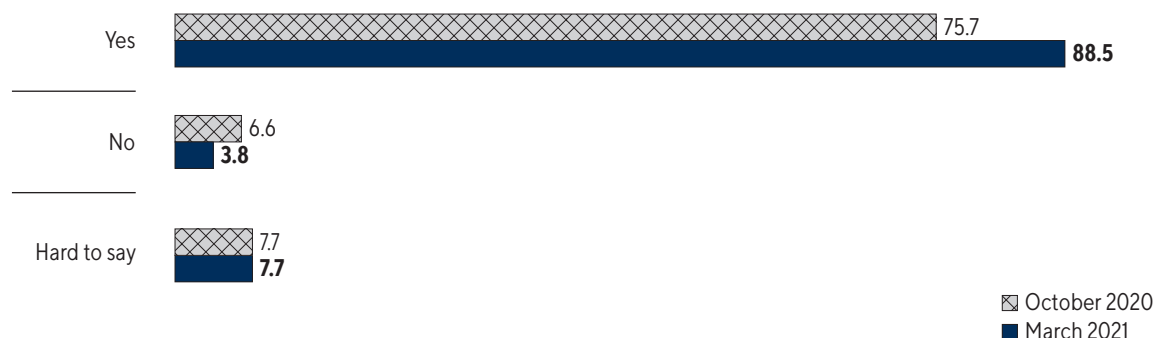 Yes
75.7
88.5
No
6.6
3.8
Hard to say
7.7
7.7
October 2020
March 2021